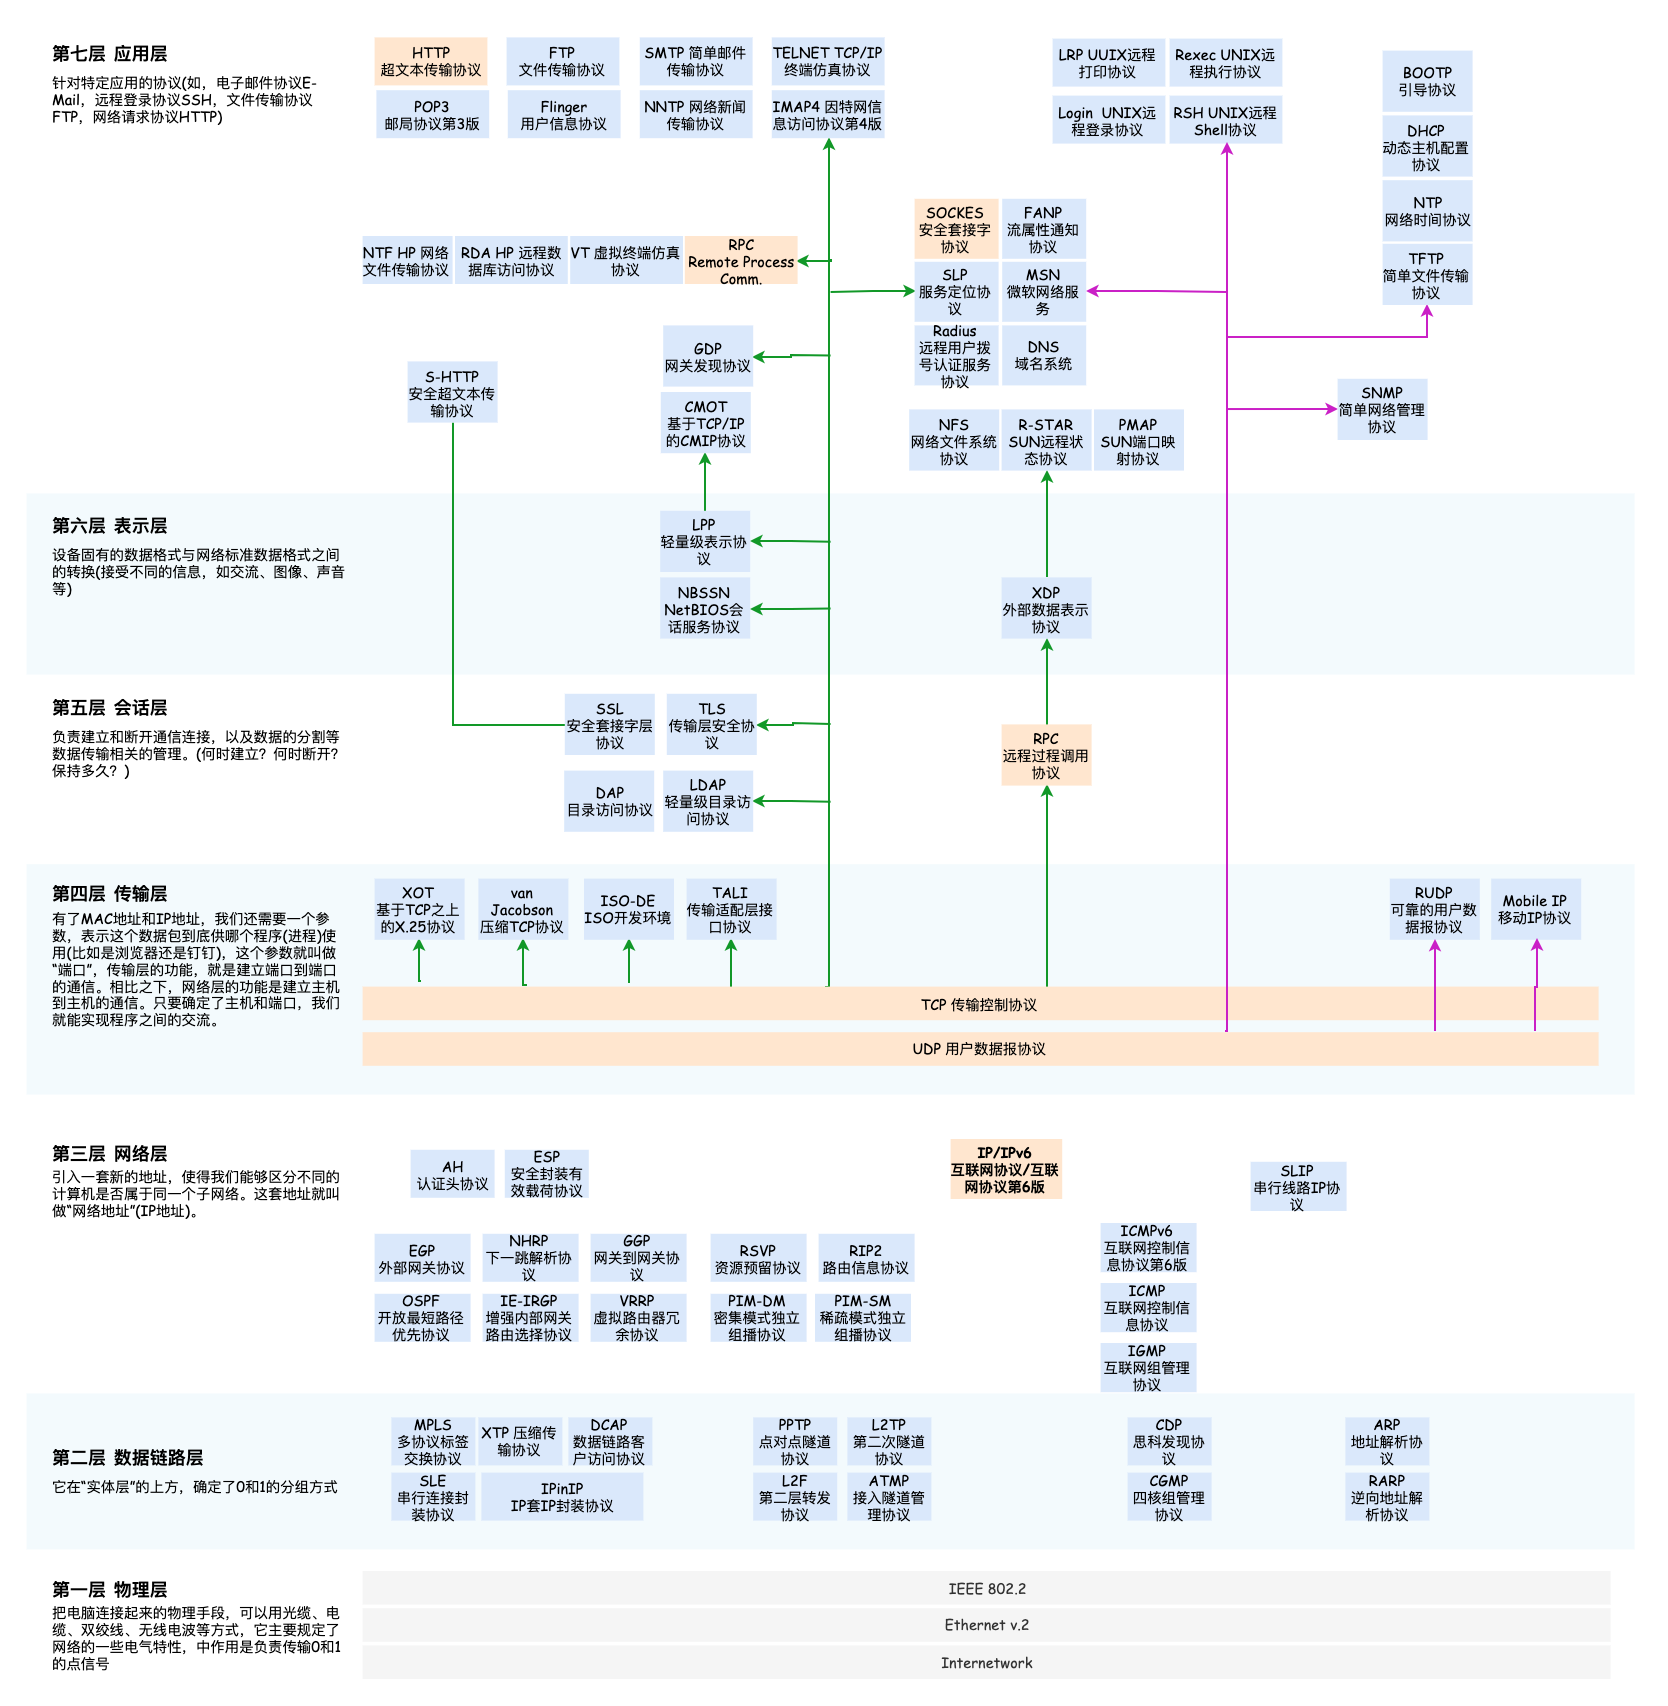 第七层 应用层
针对特定应用的协议(如，电子邮件协议E-
Mail，远程登录协议SSH，文件传输协议
FTP，网络请求协议HTTP)
HTTP
超文本传输协议
FTP
文件传输协议
SMTP 简单邮件
传输协议
TELNET TCP/IP
终端仿真协议
POP3
邮局协议第3版
Flinger
用户信息协议
NNTP 网络新闻
传输协议
IMAP4 因特网信
息访问协议第4版
LRP UUIX远程
打印协议
Rexec UNIX远
程执行协议
Login UNIX远
程登录协议
RSH UNIX远程
Shell协议
BOOTP
引导协议
DHCP
动态主机配置
协议
NTP
网络时间协议
TFTP
简单文件传输
协议
NTF HP 网络
文件传输协议
RDA HP 远程数
据库访问协议
VT 虚拟终端仿真
协议
RPC
Remote Process
Comm.
SOCKES
安全套接字
协议
FANP
流属性通知
协议
SLP
服务定位协
议
MSN
微软网络服
务
Radius
远程用户拨
号认证服务
协议
DNS
域名系统
GDP
网关发现协议
S-HTTP
安全超文本传
输协议
CMOT
基于TCP/IP
的CMIP协议
SNMP
简单网络管理
协议
NFS
网络文件系统
协议
R-STAR
SUN远程状
态协议
PMAP
SUN端口映
射协议
第六层 表示层
设备固有的数据格式与网络标准数据格式之间
的转换(接受不同的信息，如交流、图像、声音
等)
LPP
轻量级表示协
议
NBSSN
NetBIOS会
话服务协议
XDP
外部数据表示
协议
第五层 会话层
负责建立和断开通信连接，以及数据的分割等
数据传输相关的管理。(何时建立？何时断开？
保持多久？)
SSL
安全套接字层
协议
TLS
传输层安全协
议
RPC
远程过程调用
协议
DAP
目录访问协议
LDAP
轻量级目录访
问协议
第四层 传输层
有了MAC地址和IP地址，我们还需要一个参
数，表示这个数据包到底供哪个程序(进程)使
用(比如是浏览器还是钉钉)，这个参数就叫做
“端口”，传输层的功能，就是建立端口到端口
的通信。相比之下，网络层的功能是建立主机
到主机的通信。只要确定了主机和端口，我们
就能实现程序之间的交流。
XOT
基于TCP之上
的X.25协议
van
Jacobson
压缩TCP协议
ISO-DE
ISO开发环境
TALI
传输适配层接
口协议
RUDP
可靠的用户数
据报协议
Mobile IP
移动IP协议
TCP 传输控制协议
UDP 用户数据报协议
第三层 网络层
引入一套新的地址，使得我们能够区分不同的
计算机是否属于同一个子网络。这套地址就叫
做“网络地址”(IP地址)。
AH
认证头协议
ESP
安全封装有
效载荷协议
IP/IPv6
互联网协议/互联
网协议第6版
SLIP
串行线路IP协
议
EGP
外部网关协议
NHRP
下一跳解析协
议
GGP
网关到网关协
议
RSVP
资源预留协议
RIP2
路由信息协议
ICMPv6
互联网控制信
息协议第6版
OSPF
开放最短路径
优先协议
IE-IRGP
增强内部网关
路由选择协议
VRRP
虚拟路由器冗
余协议
PIM-DM
密集模式独立
组播协议
PIM-SM
稀疏模式独立
组播协议
ICMP
互联网控制信
息协议
IGMP
互联网组管理
协议
第二层 数据链路层
它在“实体层”的上方，确定了0和1的分组方式
MPLS
多协议标签
交换协议
XTP 压缩传
输协议
DCAP
数据链路客
户访问协议
PPTP
点对点隧道
协议
L2TP
第二次隧道
协议
CDP
思科发现协
议
ARP
地址解析协
议
SLE
串行连接封
装协议
IPinIP
IP套IP封装协议
L2F
第二层转发
协议
ATMP
接入隧道管
理协议
CGMP
四核组管理
协议
RARP
逆向地址解
析协议
第一层 物理层
把电脑连接起来的物理手段，可以用光缆、电
缆、双绞线、无线电波等方式，它主要规定了
网络的一些电气特性，中作用是负责传输0和1
的点信号
IEEE 802.2
Ethernet v.2
Internetwork